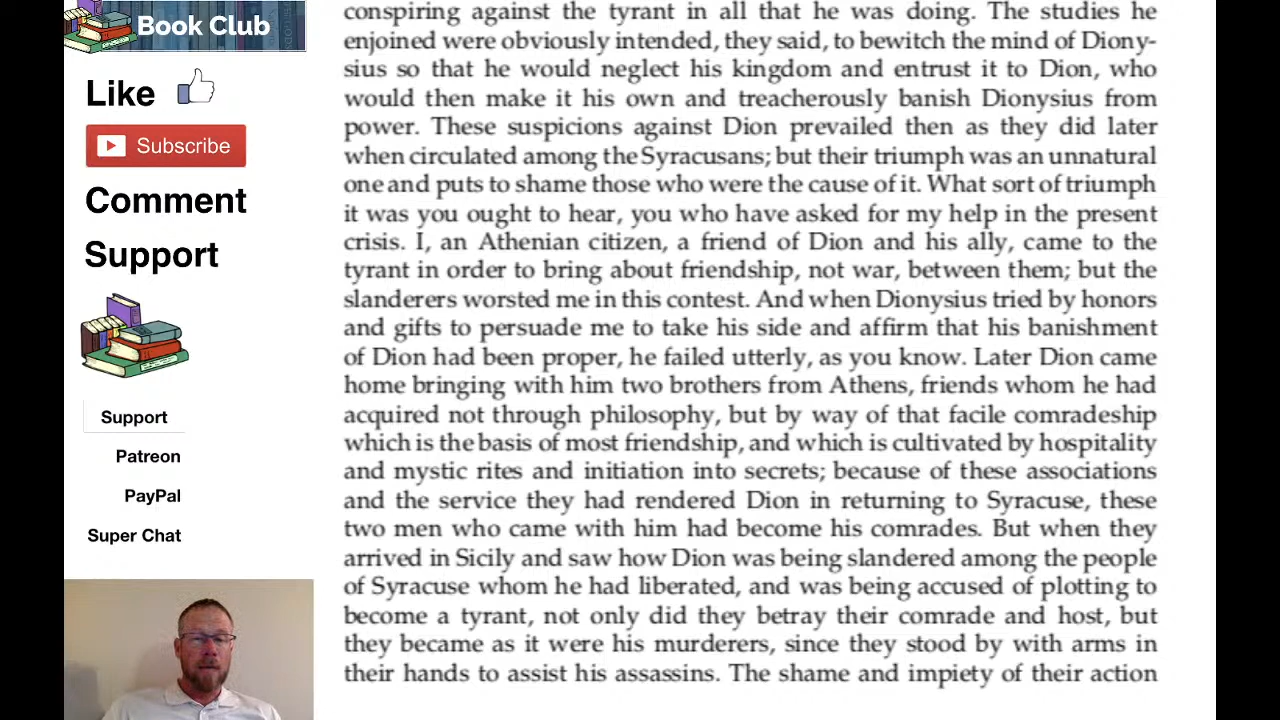 Book Club
Like
Subscribe
Comment
Support
Support
Patreon
PayPal
Super Chat
conspiring against the tyrant in all that he was doing. The studies he
enjoined were obviously intended, they said, to bewitch the mind of Diony-
sius so that he would neglect his kingdom and entrust it to Dion, who
would then make it his own and treacherously banish Dionysius from
power. These suspicions against Dion prevailed then as they did later
when circulated among the Syracusans; but their triumph was an unnatural
one and puts to shame those who were the cause of it. What sort of triumph
it was you ought to hear, you who have asked for my help in the present
crisis. I, an Athenian citizen, a friend of Dion and his ally, came to the
tyrant in order to bring about friendship, not war, between them; but the
slanderers worsted me in this contest. And when Dionysius tried by honors
and gifts to persuade me to take his side and affirm that his banishment
of Dion had been proper, he failed utterly, as you know. Later Dion came
home bringing with him two brothers from Athens, friends whom he had
acquired not through philosophy, but by way of that facile comradeship
which is the basis of most friendship, and which is cultivated by hospitality
and mystic rites and initiation into secrets; because of these associations
and the service they had rendered Dion in returning to Syracuse, these
two men who came with him had become his comrades. But when they
arrived in Sicily and saw how Dion was being slandered among the people
of Syracuse whom he had liberated, and was being accused of plotting to
become a tyrant, not only did they betray their comrade and host, but
they became as it were his murderers, since they stood by with arms in
their hands to assist his assassins. The shame and impiety of their action